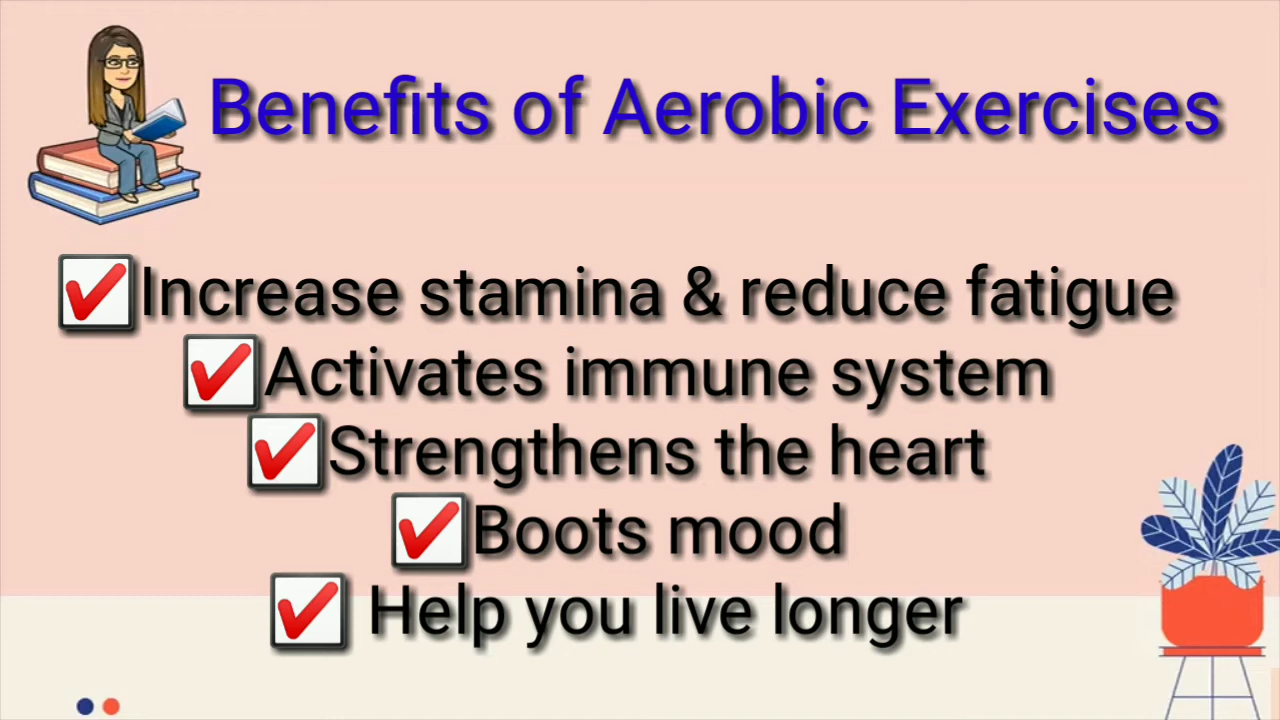 Benefits of Aerobic Exercises
✔Increase stamina & reduce fatigue
✔Activates immune system
✔Strengthens the heart
✔Boots mood
✔ Help you live longer